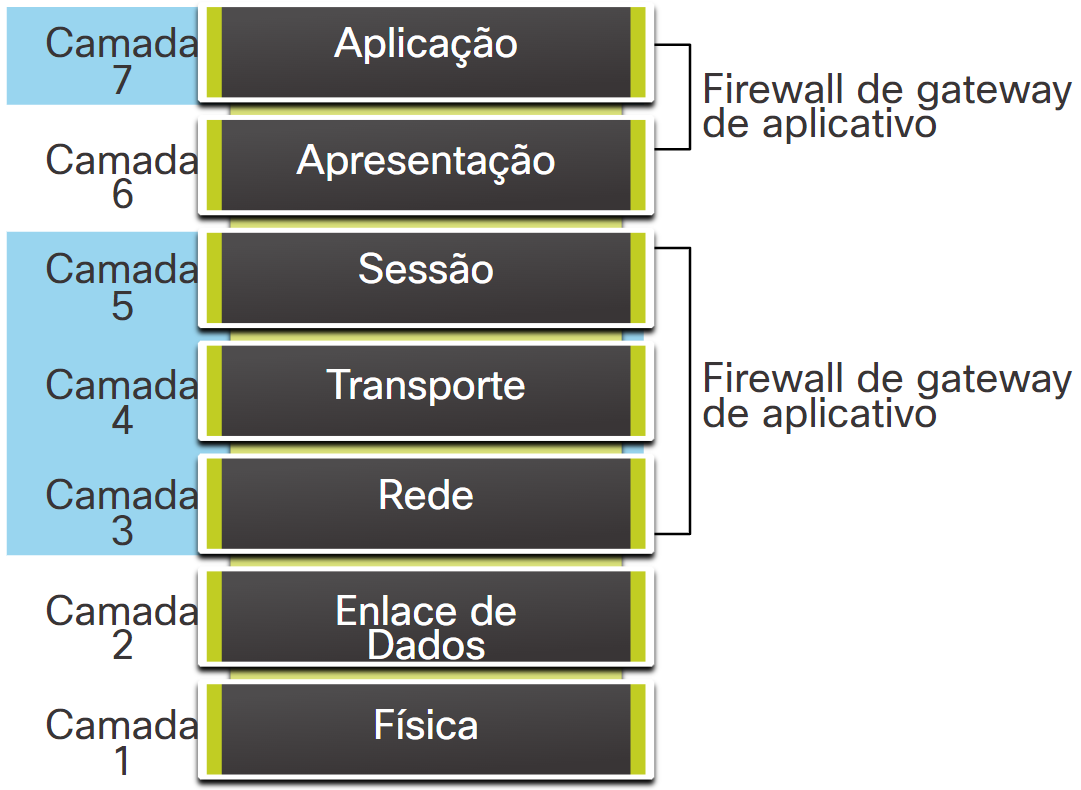 Camada
7
Aplicação
Firewall de gateway
de aplicativo
Camada
6
Apresentação
Camada
5
Sessão
Camada
4
Transporte
Firewall de gateway
de aplicativo
Camada
3
Rede
Camada
2
Enlace de
Dados
Camada
1
Física